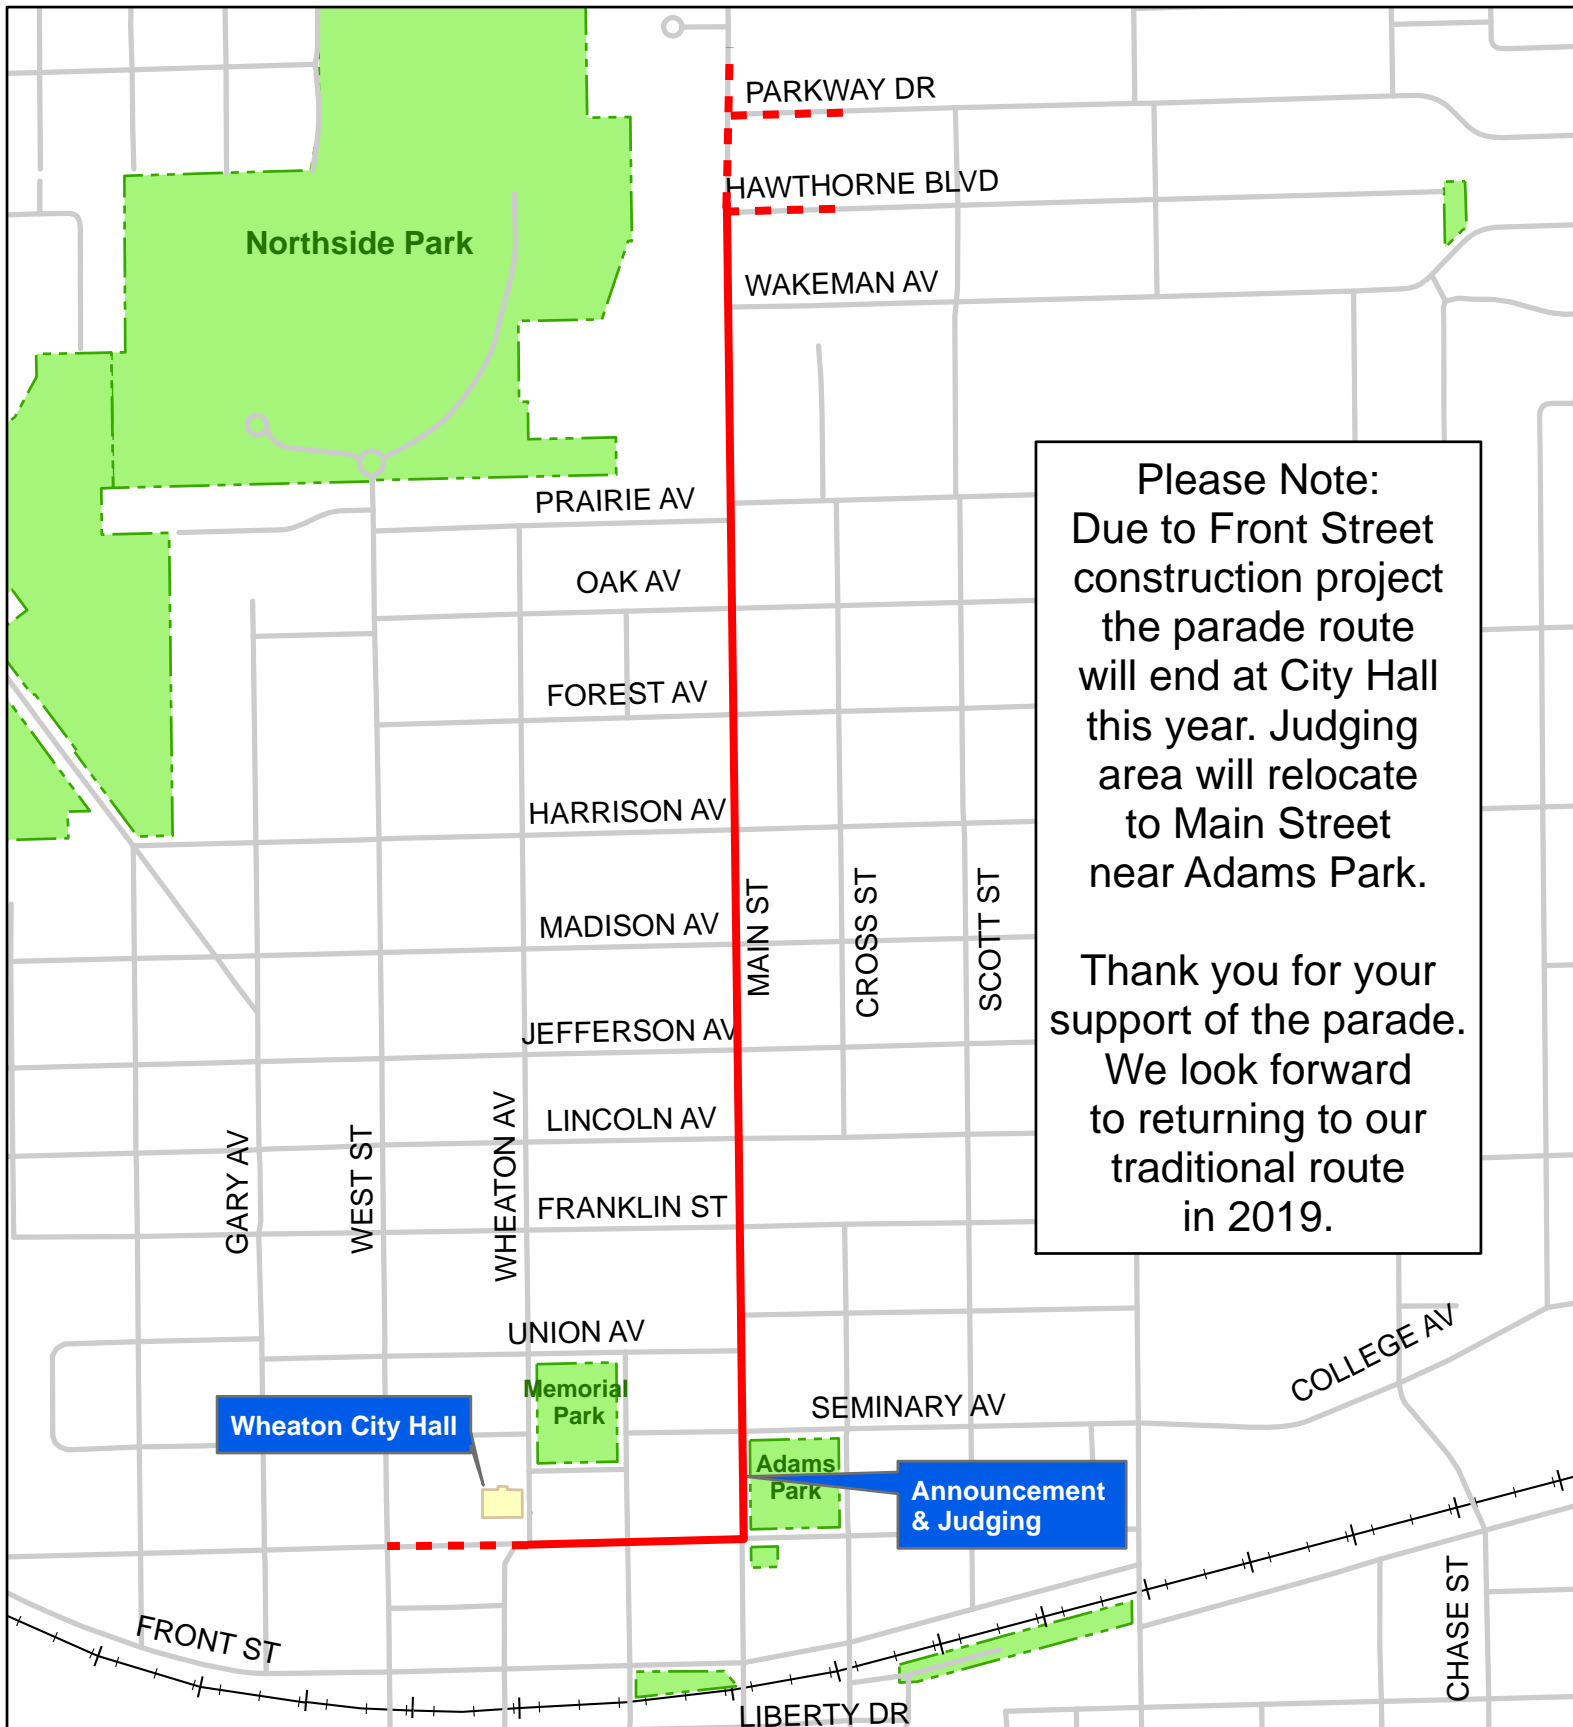 PARKWAY DR
HAWTHORNE BLVD
Northside Park
WAKEMAN AV
PRAIRIE AV
OAK AV
FOREST AV
HARRISON AV
MADISON AV
MAIN ST
CROSS ST
SCOTT ST
JEFFERSON AV
LINCOLN AV
GARY AV
WEST ST
WHEATON AV
FRANKLIN ST
Please Note:
Due to Front Street
construction project
the parade route
will end at City Hall
this year. Judging
area will relocate
to Main Street
near Adams Park.
Thank you for your
support of the parade.
We look forward
to returning to our
traditional route
in 2019.
UNION AV
COLLEGE AV
Memorial
Park
SEMINARY AV
Wheaton City Hall
Adams
Park
Announcement
& Judging
FRONT ST
CHASE ST
LIBERTY DR